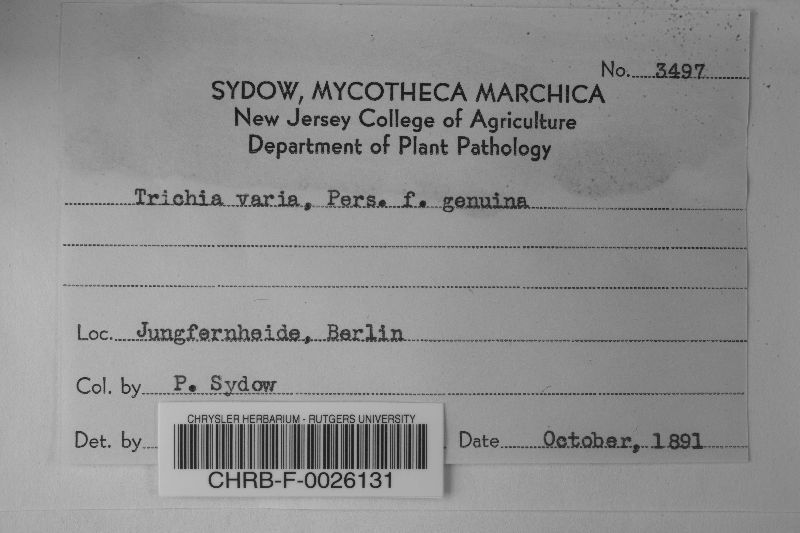 No. 3497
SYDOW, MYCOTHECA MARCHICA
New Jersey College of Agriculture
Department of Plant Pathology
Trichia varia, Pers. f. genuina
Loc. Jungfernheide, Berlin
Col. by P. Sydow
Det. by
Date October, 1891
CHRYSLER HERBARIUM - RUTGERS UNIVERSITY
CHRB-F-0026131